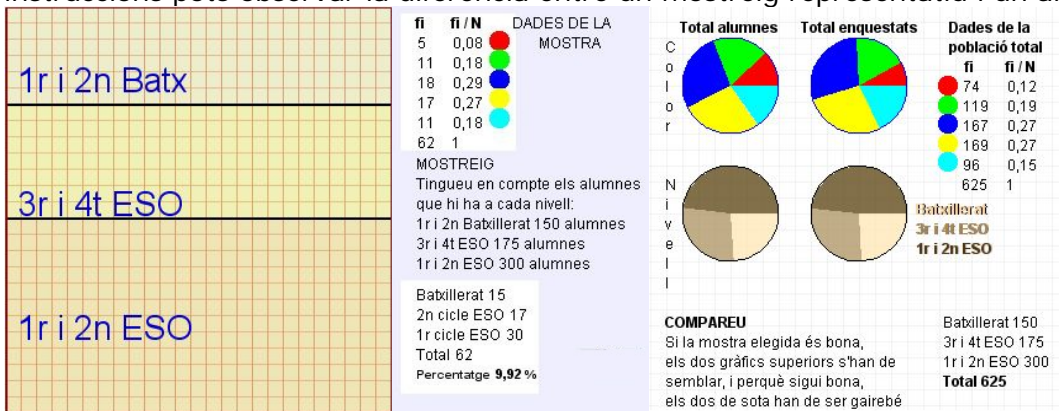 1r i 2n Batx
3r i 4t ESO
1r i 2n ESO
fi fi / N DADES DE LA
5 0,08 MOSTRA
11 0,18
18 0,29
17 0,27
11 0,18
62 1
MOSTREIG
Tingueu en compte els alumnes
que hi ha a cada nivell:
1r i 2n Batxillerat 150 alumnes
3r i 4t ESO 175 alumnes
1r i 2n ESO 300 alumnes
Batxillerat 15
2n cicle ESO 17
1r cicle ESO 30
Total 62
Percentatge 9,92 %
Total alumnes Total enquestats
Color
Nivell
Dades de la
població total
fi fi / N
74 0,12
119 0,19
167 0,27
169 0,27
96 0,15
625 1
Batxillerat
3r i 4t ESO
1r i 2n ESO
COMPAREU
Si la mostra elegida és bona,
els dos gràfics superiors s'han de
semblar, i perquè sigui bona,
els dos de sota han de ser gairebé
Batxillerat 150
3r i 4t ESO 175
1r i 2n ESO 300
Total 625